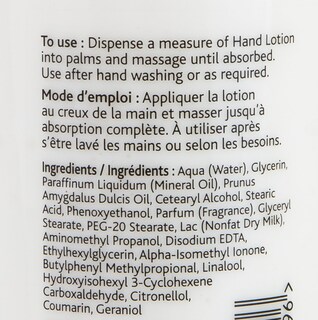 To use : Dispense a measure of Hand Lotion
into palms and massage until absorbed.
Use after hand washing or as required.
Mode d'emploi : Appliquer la lotion
au creux de la main et masser jusqu'à
absorption complète. À utiliser après
s'être lavé les mains ou selon les besoins.
Ingredients / Ingrédients : Aqua (Water), Glycerin,
Paraffinum Liquidum (Mineral Oil), Prunus
Amygdalus Dulcis Oil, Cetearyl Alcohol, Stearic
Acid, Phenoxyethanol, Parfum (Fragrance), Glyceryl
Stearate, PEG-20 Stearate, Lac (Nonfat Dry Milk),
Aminomethyl Propanol, Disodium EDTA,
Ethylhexylglycerin, Alpha-Isomethyl Ionone,
Butylphenyl Methylpropional, Linalool,
Hydroxyisohexyl 3-Cyclohexene
Carboxaldehyde, Citronellol,
Coumarin, Geraniol